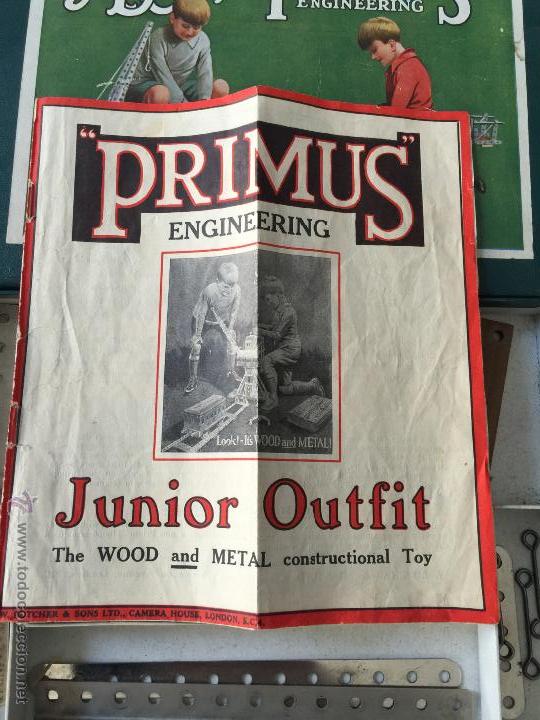 ENGINEERING
"PRIMUS"
ENGINEERING
Look!-It's WOOD and METAL!
Junior Outfit
The WOOD and METAL constructional Toy
& SONS LTD., CAMERA HOUSE, LONDON, E.C.4.
www.todocoleccion.net